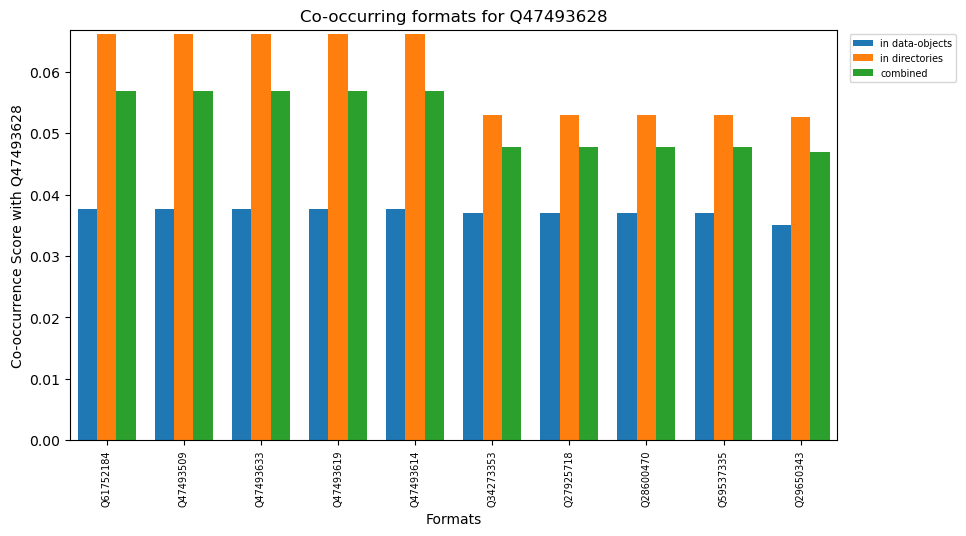 Co-occurring formats for Q47493628
in data-objects
in directories
combined
Co-occurrence Score with Q47493628
0.06
0.05
0.04
0.03
0.02
0.01
0.00
Q61752184
Q47493509
Q47493633
Q47493619
Q47493614
Q34273353
Q27925718
Q28600470
Q59537335
Q29650343
Formats